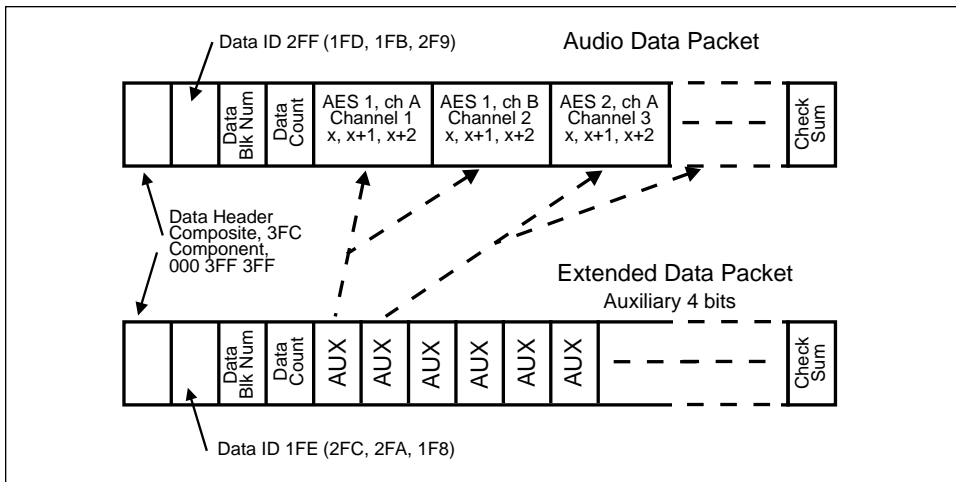 Data ID 2FF (1FD, 1FB, 2F9)
Audio Data Packet
Data
Blk Num
Data
Count
AES 1, ch A
Channel 1
x, x+1, x+2
AES 1, ch B
Channel 2
x, x+1, x+2
AES 2, ch A
Channel 3
x, x+1, x+2
Check
Sum
Data Header
Composite, 3FC
Component,
000 3FF 3FF
Extended Data Packet
Auxiliary 4 bits
Data
Blk Num
Data
Count
AUX
AUX
AUX
AUX
AUX
AUX
Check
Sum
Data ID 1FE (2FC, 2FA, 1F8)